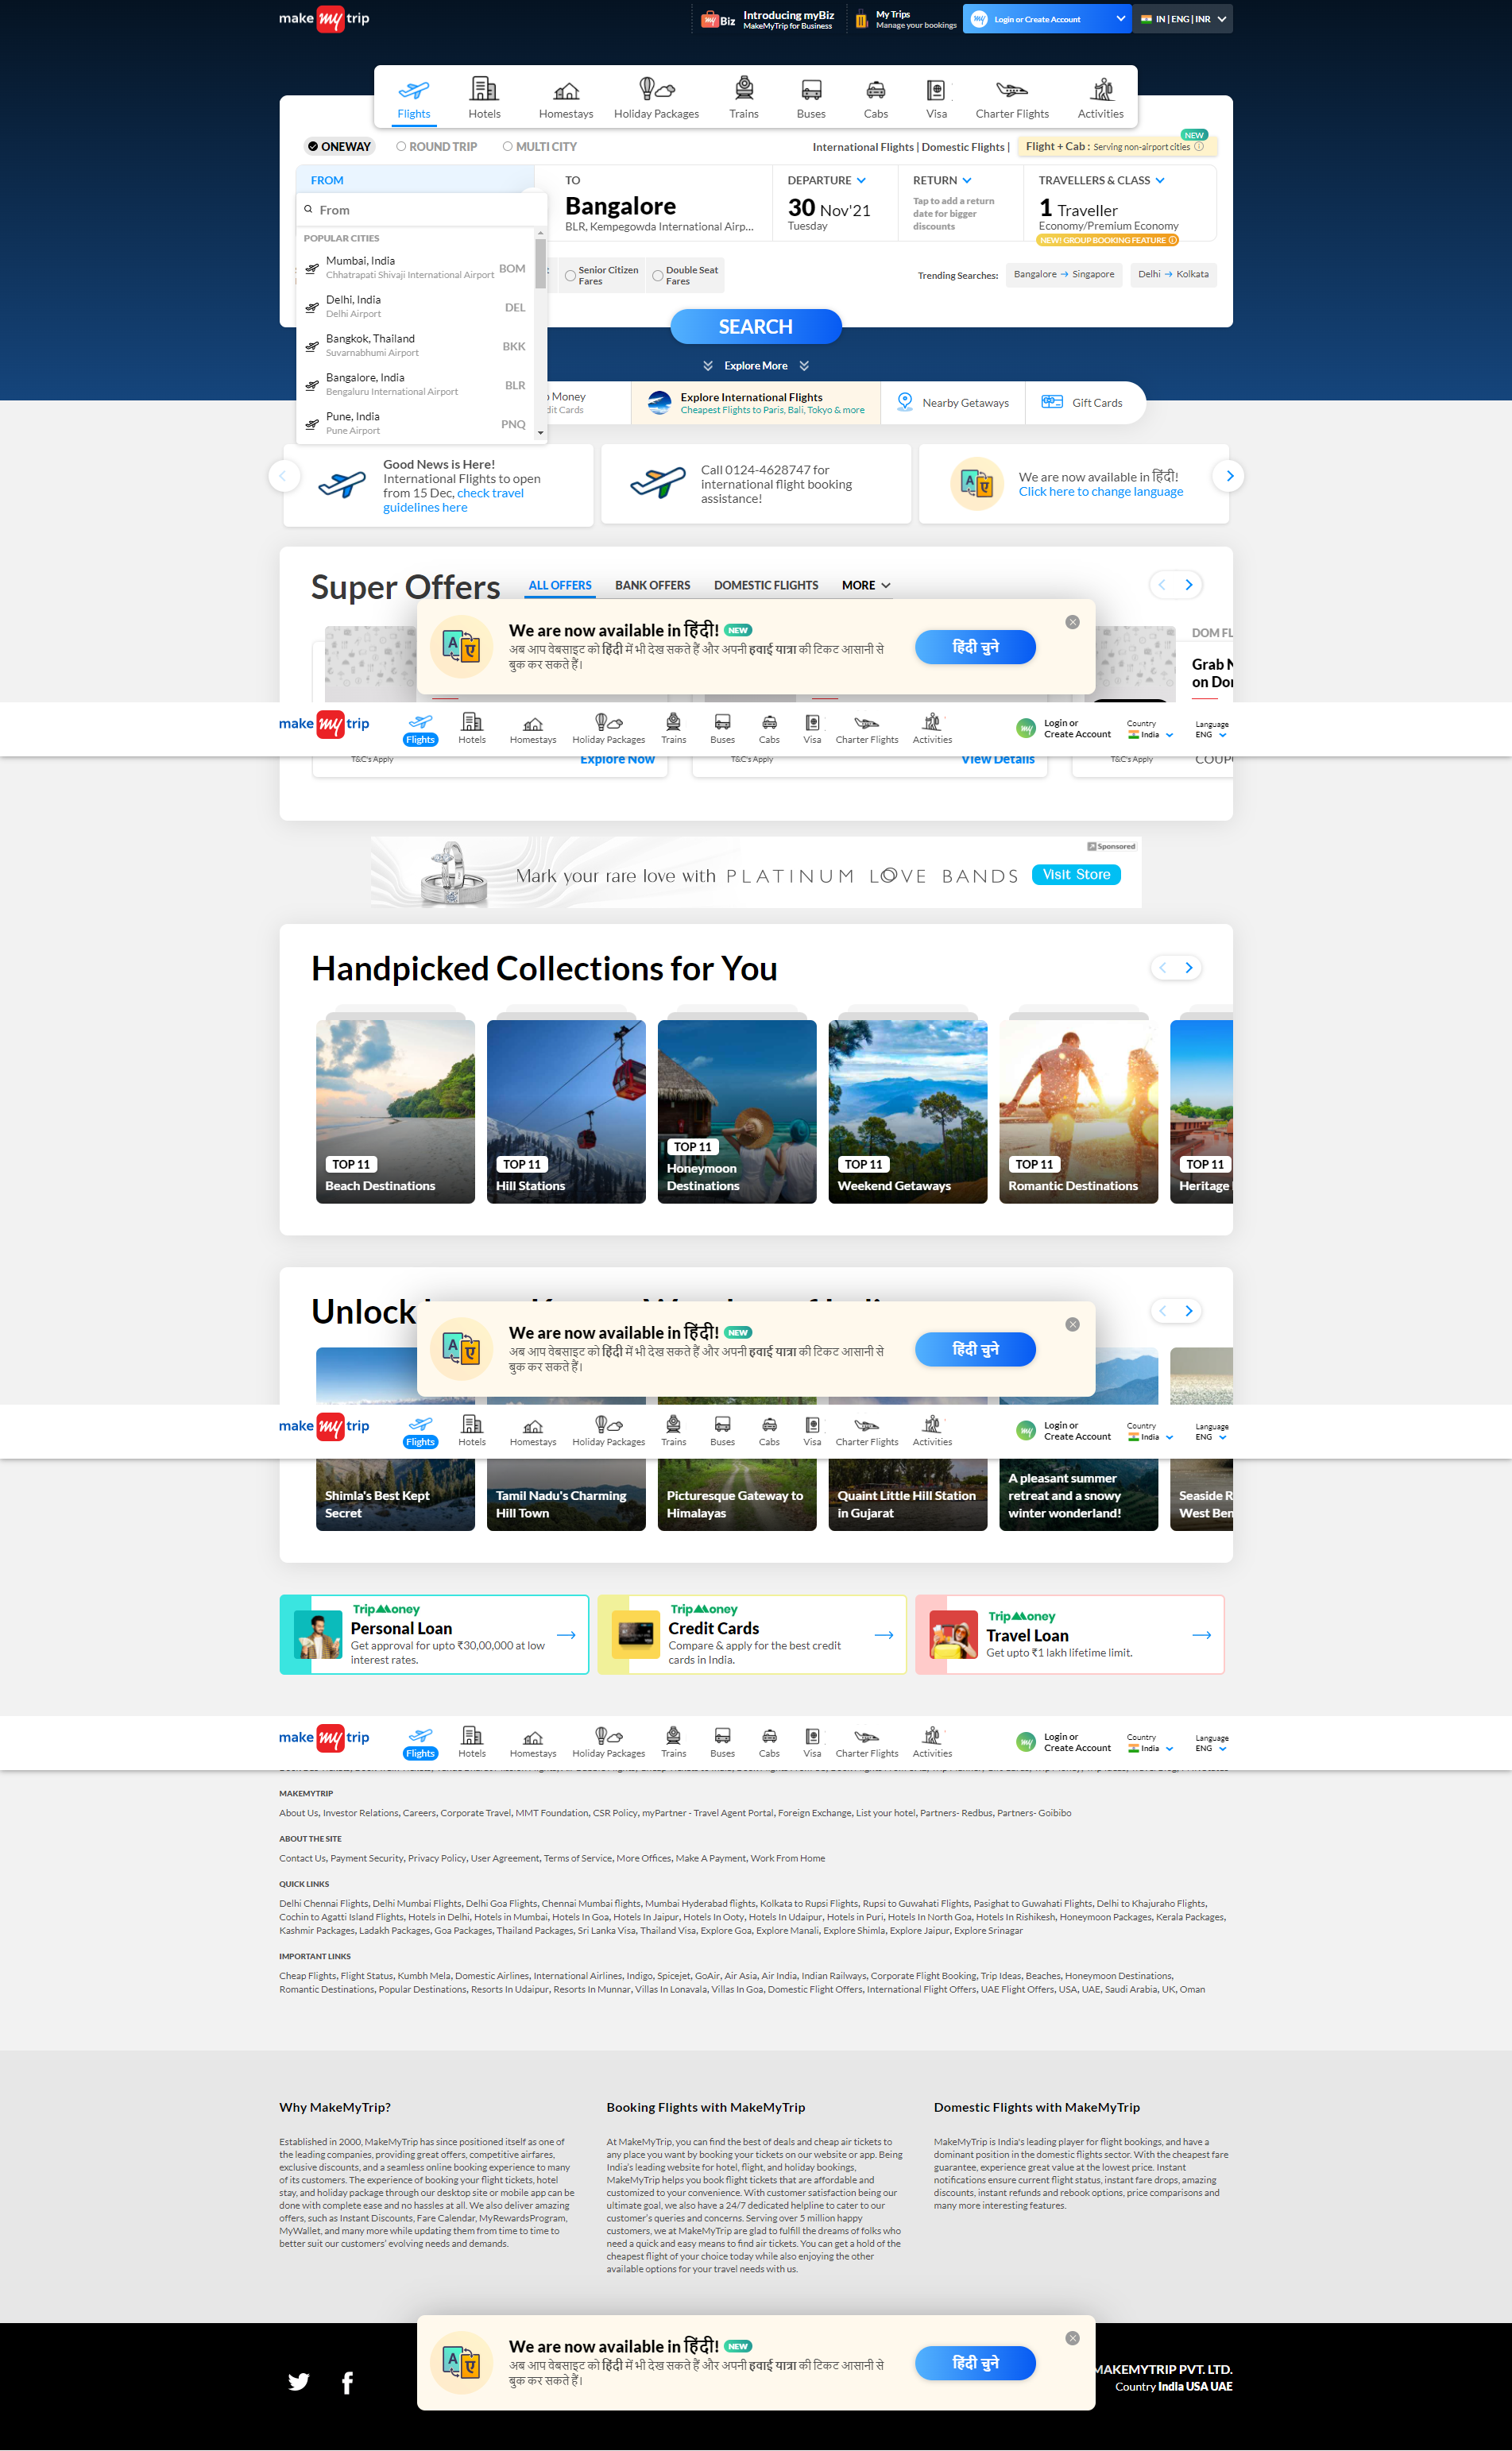 make my trip
my Biz
Introducing myBiz
MakeMyTrip for Business
My Trips
Manage your bookings
my
Login or Create Account
IN | ENG | INR
Flights
Hotels
Homestays
Holiday Packages
Trains
Buses
Cabs
Visa
Charter Flights
Activities
ONEWAY
ROUND TRIP
MULTI CITY
International Flights | Domestic Flights |
NEW
Flight + Cab : Serving non-airport cities
FROM
TO
DEPARTURE
RETURN
TRAVELLERS & CLASS
From
Bangalore
BLR, Kempegowda International Airp...
30 Nov'21
Tuesday
Tap to add a return
date for bigger
discounts
1 Traveller
Economy/Premium Economy
NEW! GROUP BOOKING FEATURE
POPULAR CITIES
Mumbai, India
Chhatrapati Shivaji International Airport
BOM
Delhi, India
Delhi Airport
DEL
Bangkok, Thailand
Suvarnabhumi Airport
BKK
Bangalore, India
Bengaluru International Airport
BLR
Pune, India
Pune Airport
PNQ
Senior Citizen
Fares
Double Seat
Fares
Trending Searches:
Bangalore → Singapore
Delhi → Kolkata
SEARCH
Explore More
Money
dit Cards
Explore International Flights
Cheapest Flights to Paris, Bali, Tokyo & more
Nearby Getaways
Gift Cards
Good News is Here!
International Flights to open
from 15 Dec, check travel
guidelines here
Call 0124-4628747 for
international flight booking
assistance!
We are now available in हिंदी!
Click here to change language
Super Offers
ALL OFFERS
BANK OFFERS
DOMESTIC FLIGHTS
MORE
We are now available in हिंदी! NEW
अब आप वेबसाइट को हिंदी में भी देख सकते हैं और अपनी हवाई यात्रा की टिकट आसानी से
बुक कर सकते हैं।
हिंदी चुने
DOM FL
Grab N
on Dor
make my trip
Flights
Hotels
Homestays
Holiday Packages
Trains
Buses
Cabs
Visa
Charter Flights
Activities
my
Login or
Create Account
Country
India
Language
ENG
T&C's Apply
Explore Now
T&C's Apply
View Details
T&C's Apply
COUP
Sponsored
Mark your rare love with PLATINUM LOVE BANDS
Visit Store
Handpicked Collections for You
TOP 11
Beach Destinations
TOP 11
Hill Stations
TOP 11
Honeymoon
Destinations
TOP 11
Weekend Getaways
TOP 11
Romantic Destinations
TOP 11
Heritage
Unlock
We are now available in हिंदी! NEW
अब आप वेबसाइट को हिंदी में भी देख सकते हैं और अपनी हवाई यात्रा की टिकट आसानी से
बुक कर सकते हैं।
हिंदी चुने
make my trip
Flights
Hotels
Homestays
Holiday Packages
Trains
Buses
Cabs
Visa
Charter Flights
Activities
my
Login or
Create Account
Country
India
Language
ENG
Shimla's Best Kept
Secret
Tamil Nadu's Charming
Hill Town
Picturesque Gateway to
Himalayas
Quaint Little Hill Station
in Gujarat
A pleasant summer
retreat and a snowy
winter wonderland!
Seaside R
West Ben
TripMoney
Personal Loan
Get approval for upto ₹30,00,000 at low
interest rates.
TripMoney
Credit Cards
Compare & apply for the best credit
cards in India.
TripMoney
Travel Loan
Get upto ₹1 lakh lifetime limit.
make my trip
Flights
Hotels
Homestays
Holiday Packages
Trains
Buses
Cabs
Visa
Charter Flights
Activities
my
Login or
Create Account
Country
India
Language
ENG
MAKEMYTRIP
About Us, Investor Relations, Careers, Corporate Travel, MMT Foundation, CSR Policy, myPartner - Travel Agent Portal, Foreign Exchange, List your hotel, Partners- Redbus, Partners- Goibibo
ABOUT THE SITE
Contact Us, Payment Security, Privacy Policy, User Agreement, Terms of Service, More Offices, Make A Payment, Work From Home
QUICK LINKS
Delhi Chennai Flights, Delhi Mumbai Flights, Delhi Goa Flights, Chennai Mumbai flights, Mumbai Hyderabad flights, Kolkata to Rupsi Flights, Rupsi to Guwahati Flights, Pasighat to Guwahati Flights, Delhi to Khajuraho Flights,
Cochin to Agatti Island Flights, Hotels in Delhi, Hotels in Mumbai, Hotels In Goa, Hotels In Jaipur, Hotels In Ooty, Hotels In Udaipur, Hotels in Puri, Hotels In North Goa, Hotels In Rishikesh, Honeymoon Packages, Kerala Packages,
Kashmir Packages, Ladakh Packages, Goa Packages, Thailand Packages, Sri Lanka Visa, Thailand Visa, Explore Goa, Explore Manali, Explore Shimla, Explore Jaipur, Explore Srinagar
IMPORTANT LINKS
Cheap Flights, Flight Status, Kumbh Mela, Domestic Airlines, International Airlines, Indigo, Spicejet, GoAir, Air Asia, Air India, Indian Railways, Corporate Flight Booking, Trip Ideas, Beaches, Honeymoon Destinations,
Romantic Destinations, Popular Destinations, Resorts In Udaipur, Resorts In Munnar, Villas In Lonavala, Villas In Goa, Domestic Flight Offers, International Flight Offers, UAE Flight Offers, USA, UAE, Saudi Arabia, UK, Oman
Why MakeMyTrip?
Established in 2000, MakeMyTrip has since positioned itself as one of
the leading companies, providing great offers, competitive airfares,
exclusive discounts, and a seamless online booking experience to many
of its customers. The experience of booking your flight tickets, hotel
stay, and holiday package through our desktop site or mobile app can be
done with complete ease and no hassles at all. We also deliver amazing
offers, such as Instant Discounts, Fare Calendar, MyRewardsProgram,
MyWallet, and many more while updating them from time to time to
better suit our customers' evolving needs and demands.
Booking Flights with MakeMyTrip
At MakeMyTrip, you can find the best of deals and cheap air tickets to
any place you want by booking your tickets on our website or app. Being
India's leading website for hotel, flight, and holiday bookings,
MakeMyTrip helps you book flight tickets that are affordable and
customized to your convenience. With customer satisfaction being our
ultimate goal, we also have a 24/7 dedicated helpline to cater to our
customer's queries and concerns. Serving over 5 million happy
customers, we at MakeMyTrip are glad to fulfill the dreams of folks who
need a quick and easy means to find air tickets. You can get a hold of the
cheapest flight of your choice today while also enjoying the other
available options for your travel needs with us.
Domestic Flights with MakeMyTrip
MakeMyTrip is India's leading player for flight bookings, and have a
dominant position in the domestic flights sector. With the cheapest fare
guarantee, experience great value at the lowest price. Instant
notifications ensure current flight status, instant fare drops, amazing
discounts, instant refunds and rebook options, price comparisons and
many more interesting features.
We are now available in हिंदी! NEW
अब आप वेबसाइट को हिंदी में भी देख सकते हैं और अपनी हवाई यात्रा की टिकट आसानी से
बुक कर सकते हैं।
हिंदी चुने
MAKEMYTRIP PVT. LTD.
Country India USA UAE